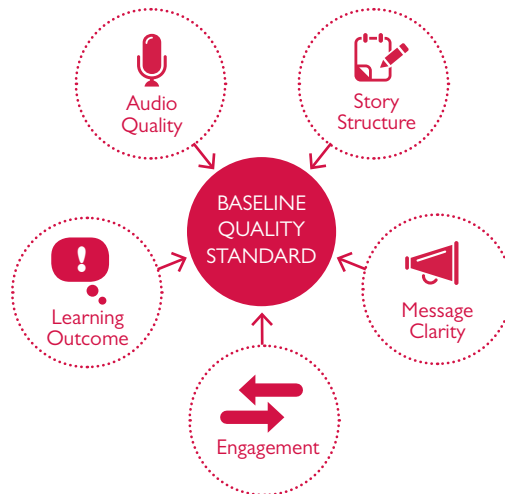 Audio
Quality
Story
Structure
BASELINE
QUALITY
STANDARD
Learning
Outcome
Message
Clarity
Engagement